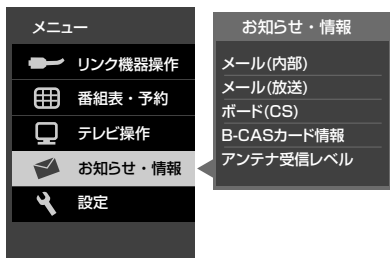 メニュー
リンク機器操作
番組表・予約
テレビ操作
お知らせ・情報
設定
お知らせ・情報
メール(内部)
メール(放送)
ボード(CS)
B-CASカード情報
アンテナ受信レベル